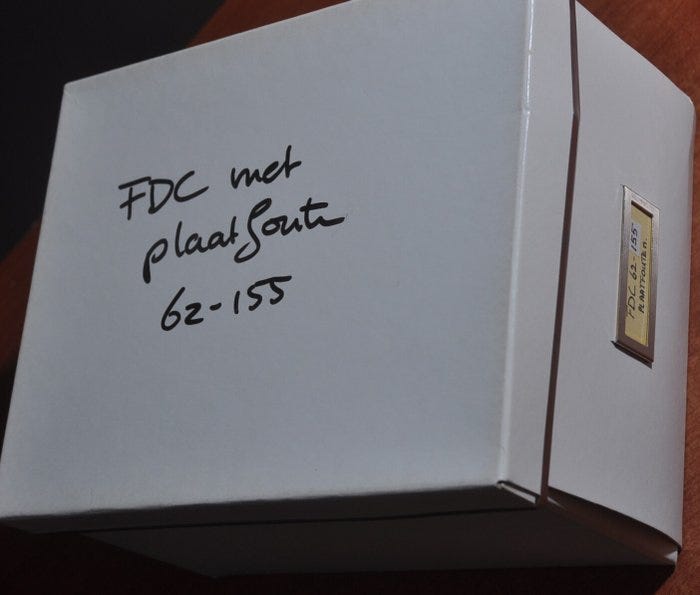 FDC met
plaatfouten
62-155
FDC 62-155
PLAATFOUTEN.